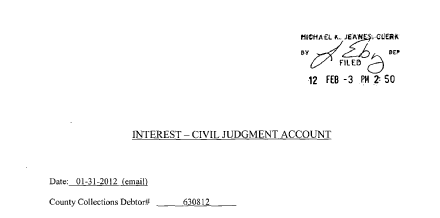 MICHAEL K. JEANES, CLERK
BY S Eby DEP
FILED
12 FEB -3 PM 2:50
INTEREST – CIVIL JUDGMENT ACCOUNT
Date: 01-31-2012 (email)
County Collections Debtor# 630812